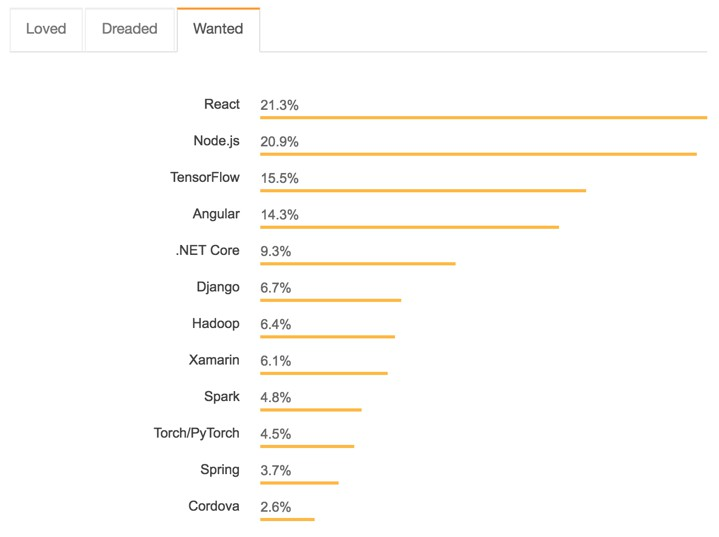 Loved Dreaded Wanted
React 21.3%
Node.js 20.9%
TensorFlow 15.5%
Angular 14.3%
.NET Core 9.3%
Django 6.7%
Hadoop 6.4%
Xamarin 6.1%
Spark 4.8%
Torch/PyTorch 4.5%
Spring 3.7%
Cordova 2.6%